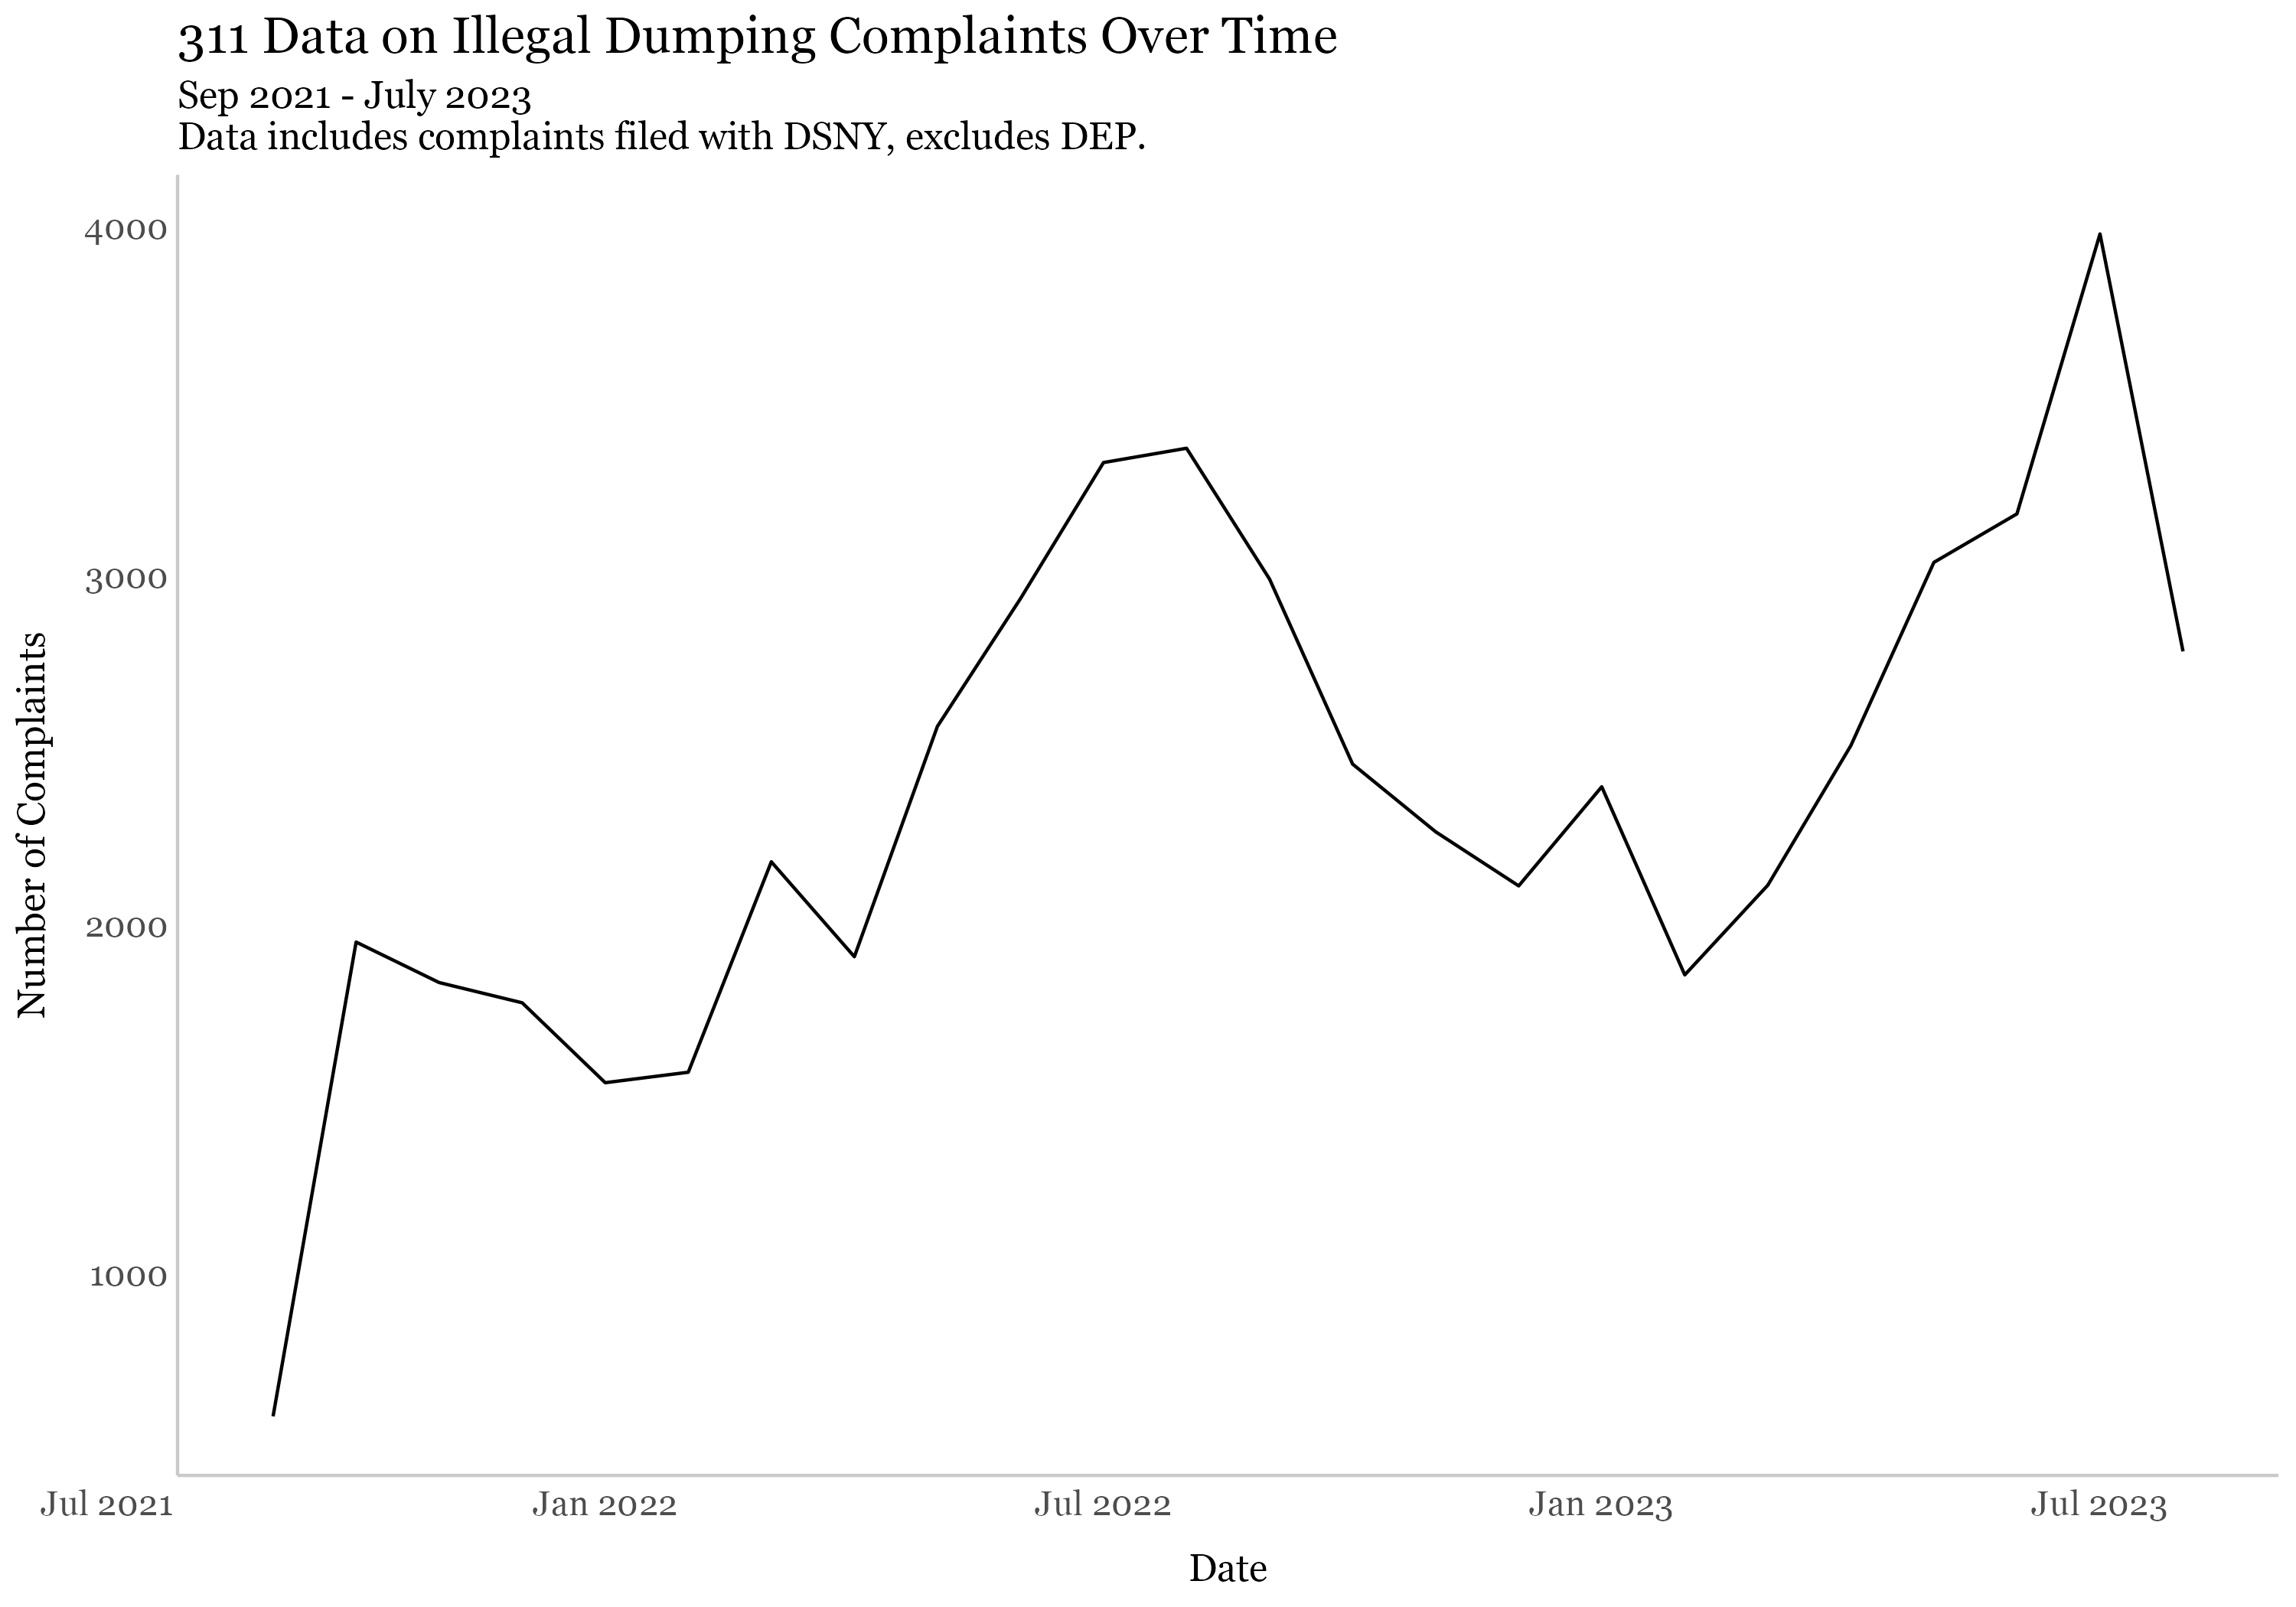 311 Data on Illegal Dumping Complaints Over Time
Sep 2021 - July 2023
Data includes complaints filed with DSNY, excludes DEP.
4000
3000
2000
1000
Number of Complaints
Jul 2021
Jan 2022
Jul 2022
Jan 2023
Jul 2023
Date